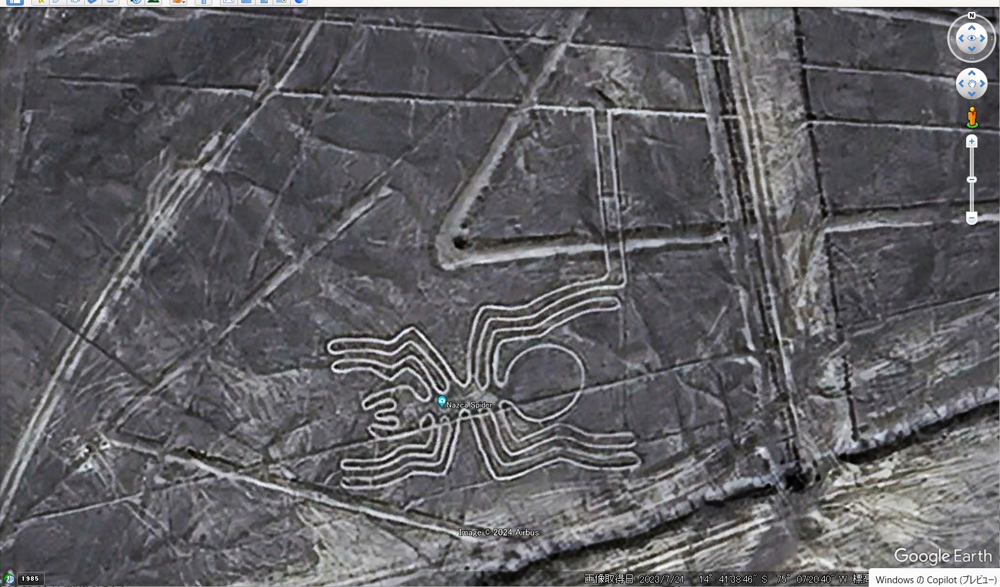 N
Nazca Spider
Image © 2024 Airbus
Google Earth
1985
画像取得日: 2023/7/21 14° 41'38.46" S 75° 07'20.40" W 標高
Windows の Copilot (プレビュー)